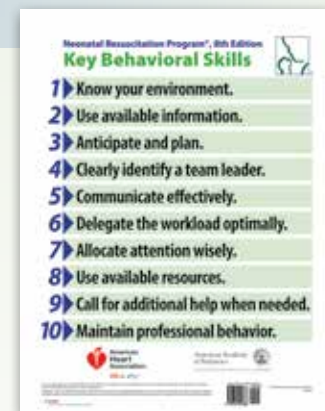 Neonatal Resuscitation Program®, 8th Edition
Key Behavioral Skills
1 Know your environment.
2 Use available information.
3 Anticipate and plan.
4 Clearly identify a team leader.
5 Communicate effectively.
6 Delegate the workload optimally.
7 Allocate attention wisely.
8 Use available resources.
9 Call for additional help when needed.
10 Maintain professional behavior.
American
Heart
Association
American Academy
of Pediatrics